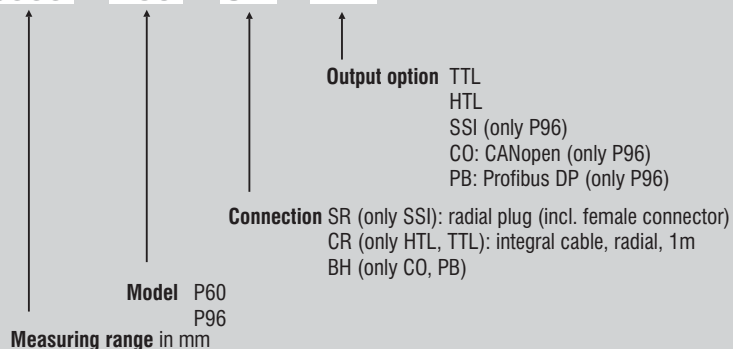 Output option TTL
HTL
SSI (only P96)
CO: CANopen (only P96)
PB: Profibus DP (only P96)
Connection SR (only SSI): radial plug (incl. female connector)
CR (only HTL, TTL): integral cable, radial, 1m
BH (only CO, PB)
Model P60
P96
Measuring range in mm